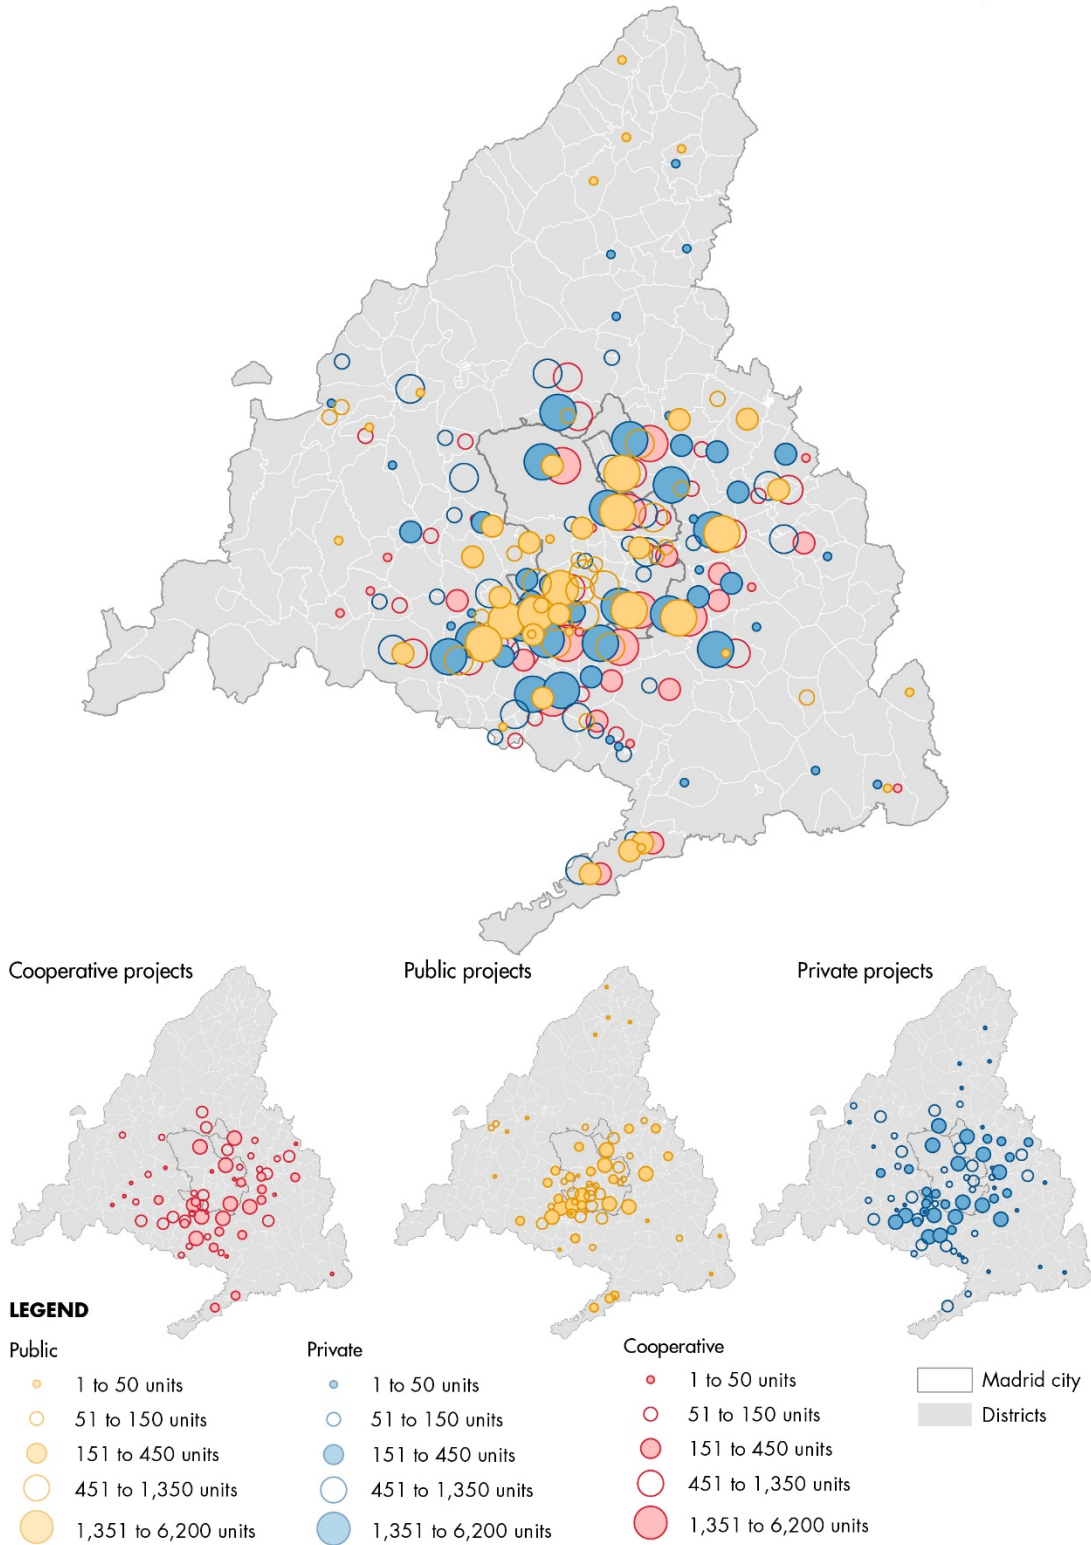 Cooperative projects
Public projects
Private projects
LEGEND
Public
1 to 50 units
51 to 150 units
151 to 450 units
451 to 1,350 units
1,351 to 6,200 units
Private
1 to 50 units
51 to 150 units
151 to 450 units
451 to 1,350 units
1,351 to 6,200 units
Cooperative
1 to 50 units
51 to 150 units
151 to 450 units
451 to 1,350 units
1,351 to 6,200 units
Madrid city
Districts